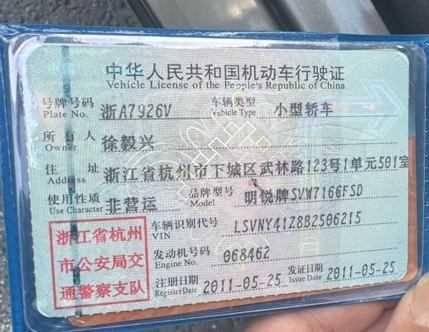 中华人民共和国机动车行驶证
Vehicle License of the People's Republic of China
号牌号码 Plate No. 浙A7926V 车辆类型 Vehicle Type 小型轿车
所有人 Owner 徐毅兴
住址 Address 浙江省杭州市下城区武林路123号1单元501室
使用性质 Use Character 非营运 品牌型号 Model 明锐牌SVW7166FSD
车辆识别代号 VIN LSVNY41Z8B2506215
发动机号码 Engine No. 068462
注册日期 Register Date 2011-05-25 发证日期 Issue Date 2011-05-25
浙江省杭州
市公安局交
通警察支队